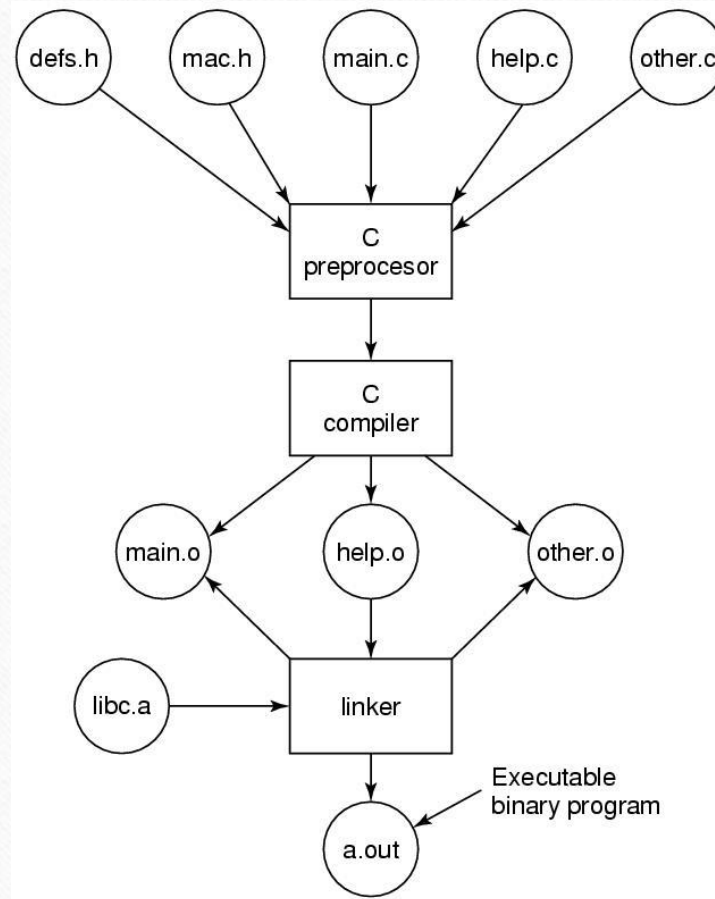 defs.h
mac.h
main.c
help.c
other.c
C
preprocesor
C
compiler
main.o
help.o
other.o
libc.a
linker
Executable
binary program
a.out